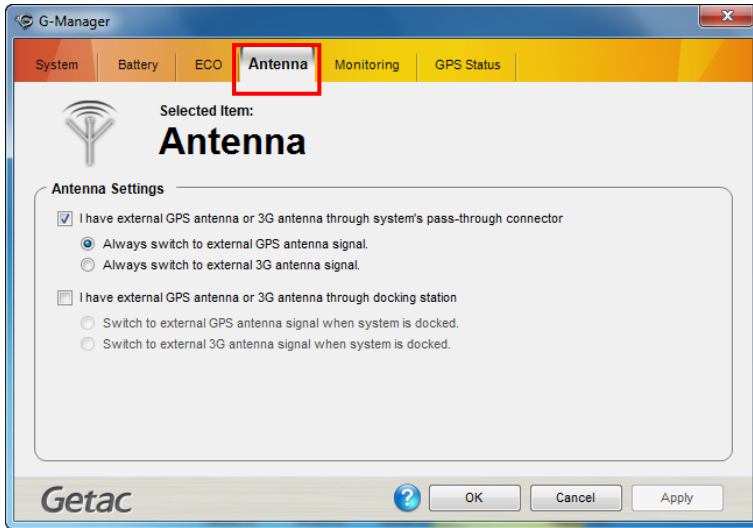 G-Manager
System Battery ECO Antenna Monitoring GPS Status
Selected Item:
Antenna
Antenna Settings
I have external GPS antenna or 3G antenna through system's pass-through connector
Always switch to external GPS antenna signal.
Always switch to external 3G antenna signal.
I have external GPS antenna or 3G antenna through docking station
Switch to external GPS antenna signal when system is docked.
Switch to external 3G antenna signal when system is docked.
Getac ? OK Cancel Apply